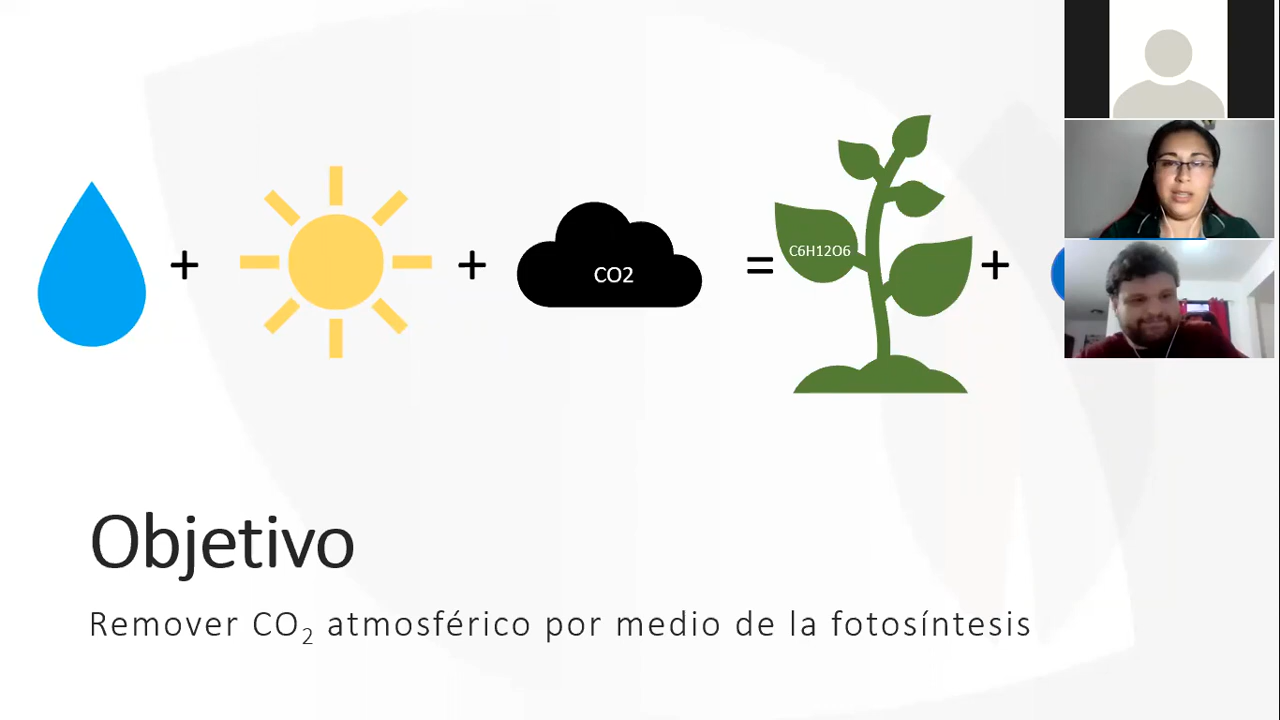 + + CO2 = C6H12O6 +
Objetivo
Remover CO₂ atmosférico por medio de la fotosíntesis